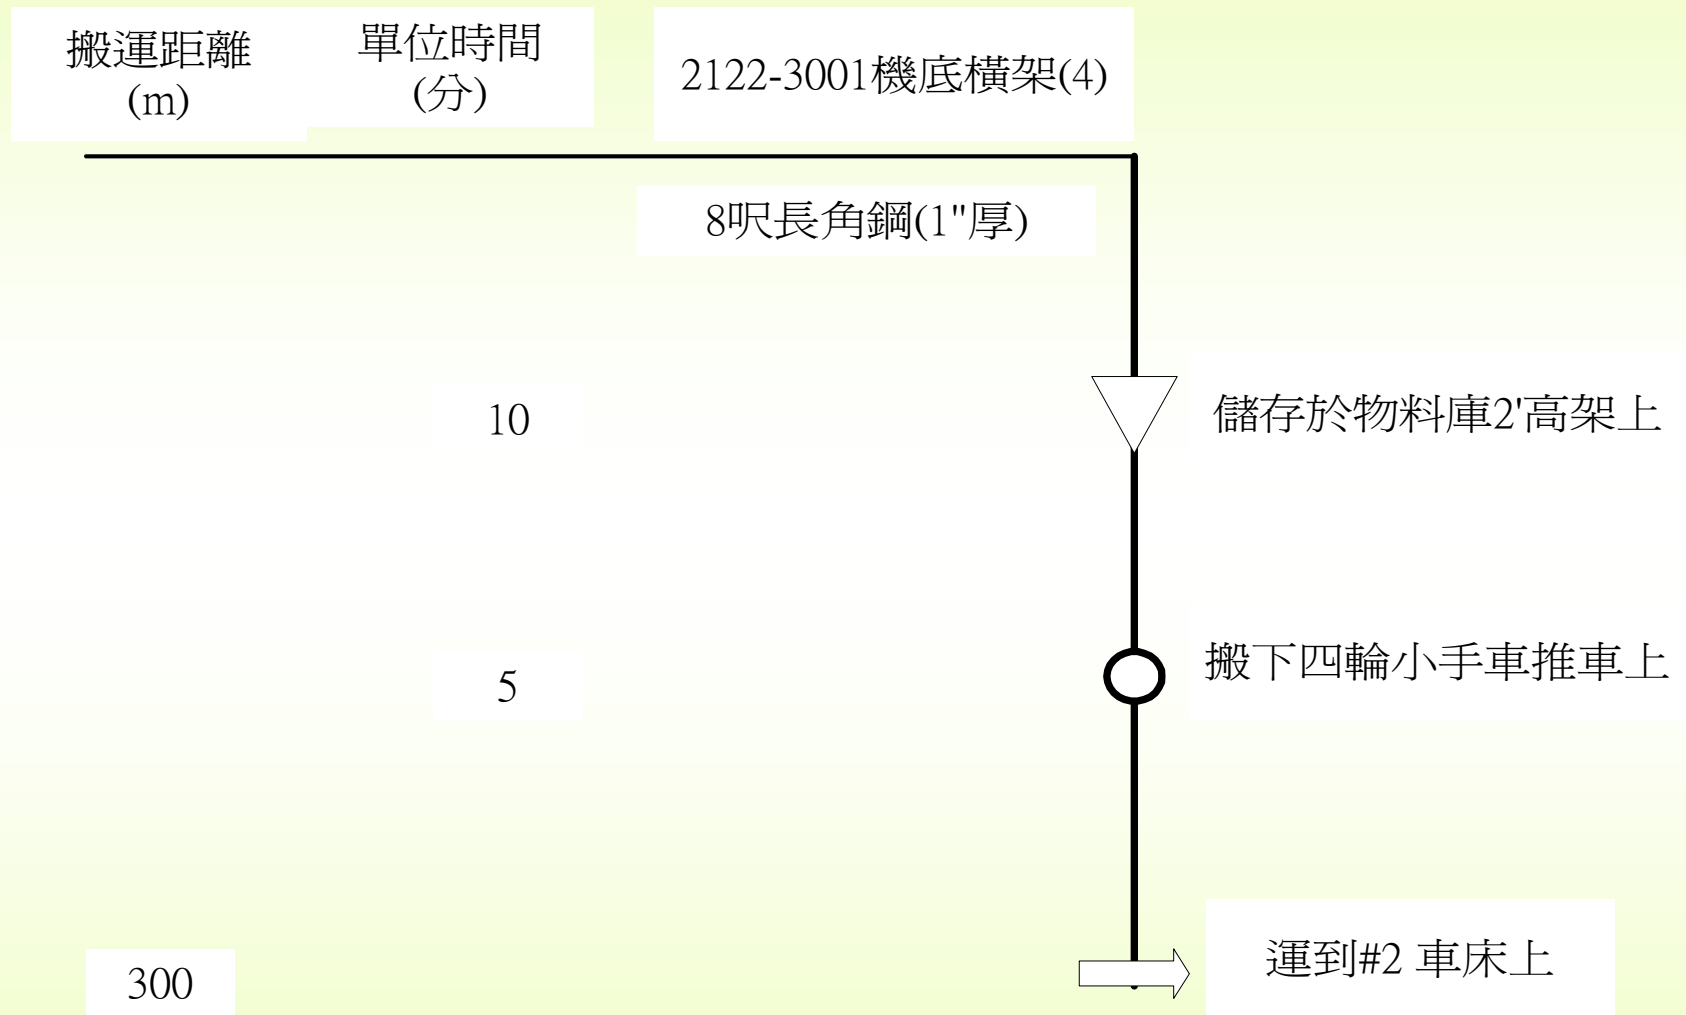 搬運距離
(m)
單位時間
(分)
2122-3001機底橫架(4)
8呎長角鋼(1"厚)
10
儲存於物料庫2'高架上
5
搬下四輪小手車推車上
300
運到#2 車床上